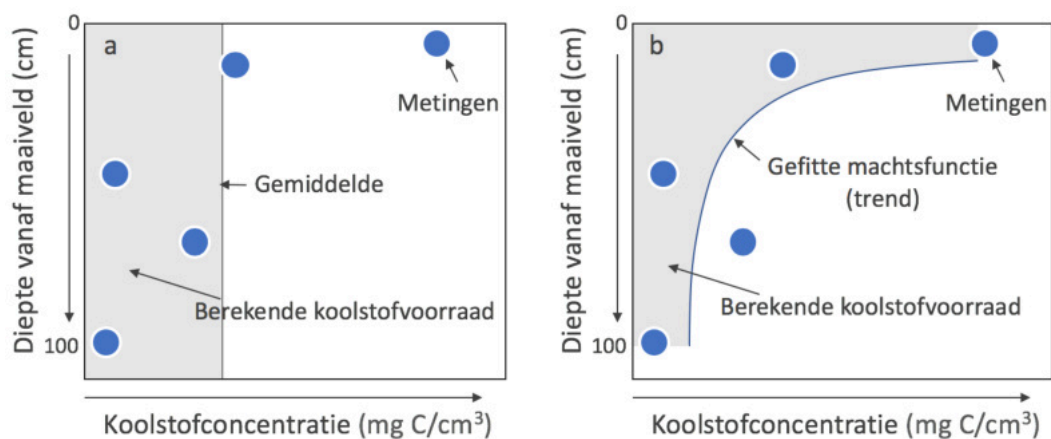 a
0
Diepte vanaf maaiveld (cm)
100
Metingen
Gemiddelde
Berekende koolstofvoorraad
Koolstofconcentratie (mg C/cm³)
b
0
Diepte vanaf maaiveld (cm)
100
Metingen
Gefitte machtsfunctie
(trend)
Berekende koolstofvoorraad
Koolstofconcentratie (mg C/cm³)